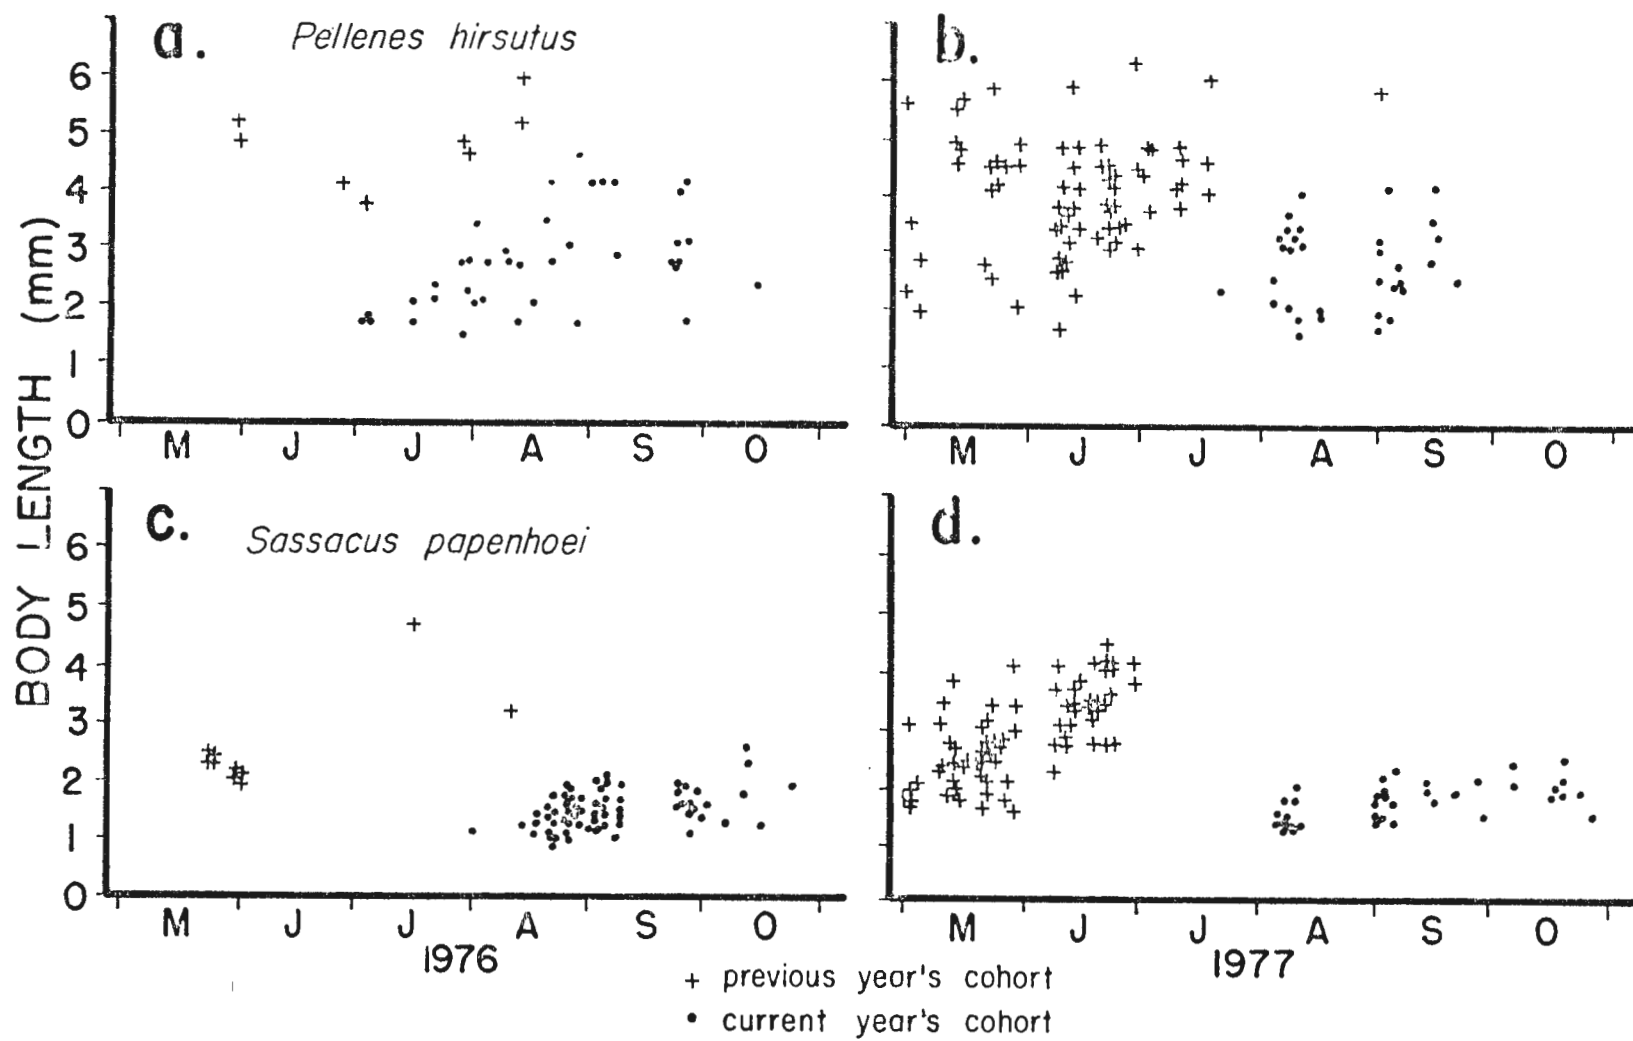 a. Pellenes hirsutus
b.
BODY LENGTH (mm)
6
5
4
3
2
1
0
M J J A S O
M J J A S O
c. Sassacus papenhoei
d.
6
5
4
3
2
1
0
M J J A S O
M J J A S O
1976
1977
+ previous year's cohort
• current year's cohort